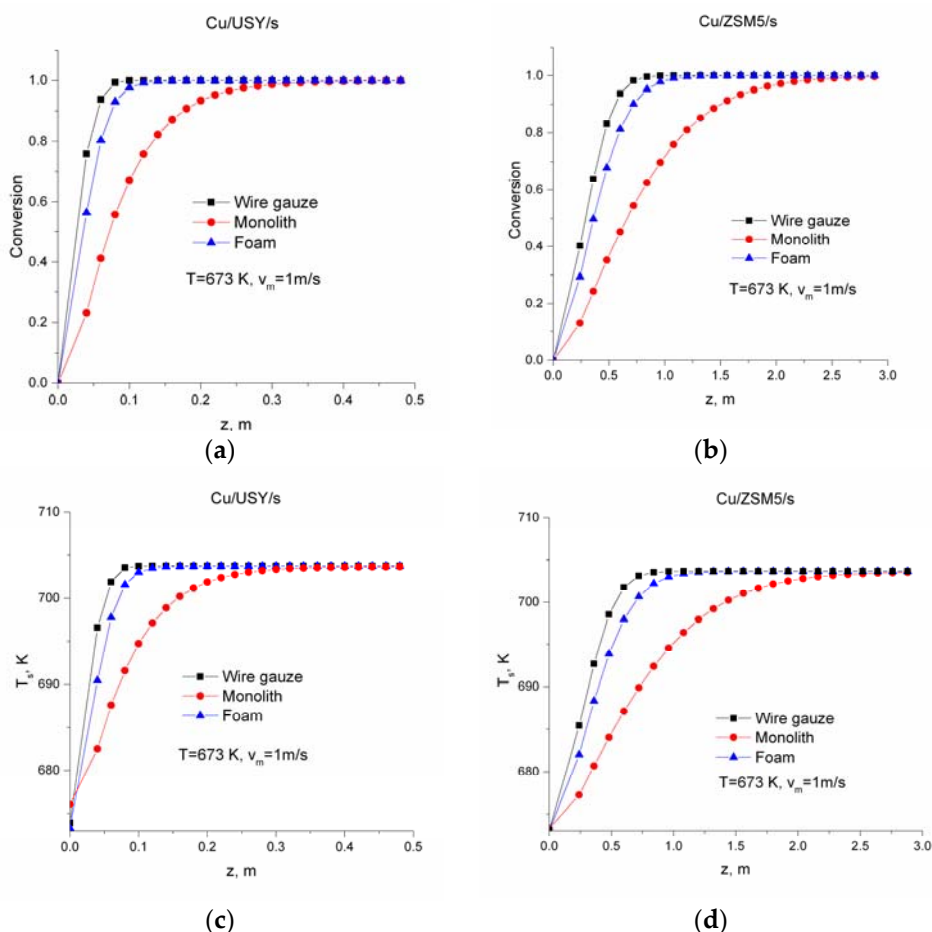 Cu/USY/s
Conversion
1.0
0.8
0.6
0.4
0.2
0.0
Wire gauze
Monolith
Foam
T=673 K, vm=1m/s
0.0 0.1 0.2 0.3 0.4 0.5
z, m
(a)
Cu/ZSM5/s
Conversion
1.0
0.8
0.6
0.4
0.2
0.0
Wire gauze
Monolith
Foam
T=673 K, vm=1m/s
0.0 0.5 1.0 1.5 2.0 2.5 3.0
z, m
(b)
Cu/USY/s
Ts, K
710
700
690
680
Wire gauze
Monolith
Foam
T=673 K, vm=1m/s
0.0 0.1 0.2 0.3 0.4 0.5
z, m
(c)
Cu/ZSM5/s
Ts, K
710
700
690
680
Wire gauze
Monolith
Foam
T=673 K, vm=1m/s
0.0 0.5 1.0 1.5 2.0 2.5 3.0
z, m
(d)